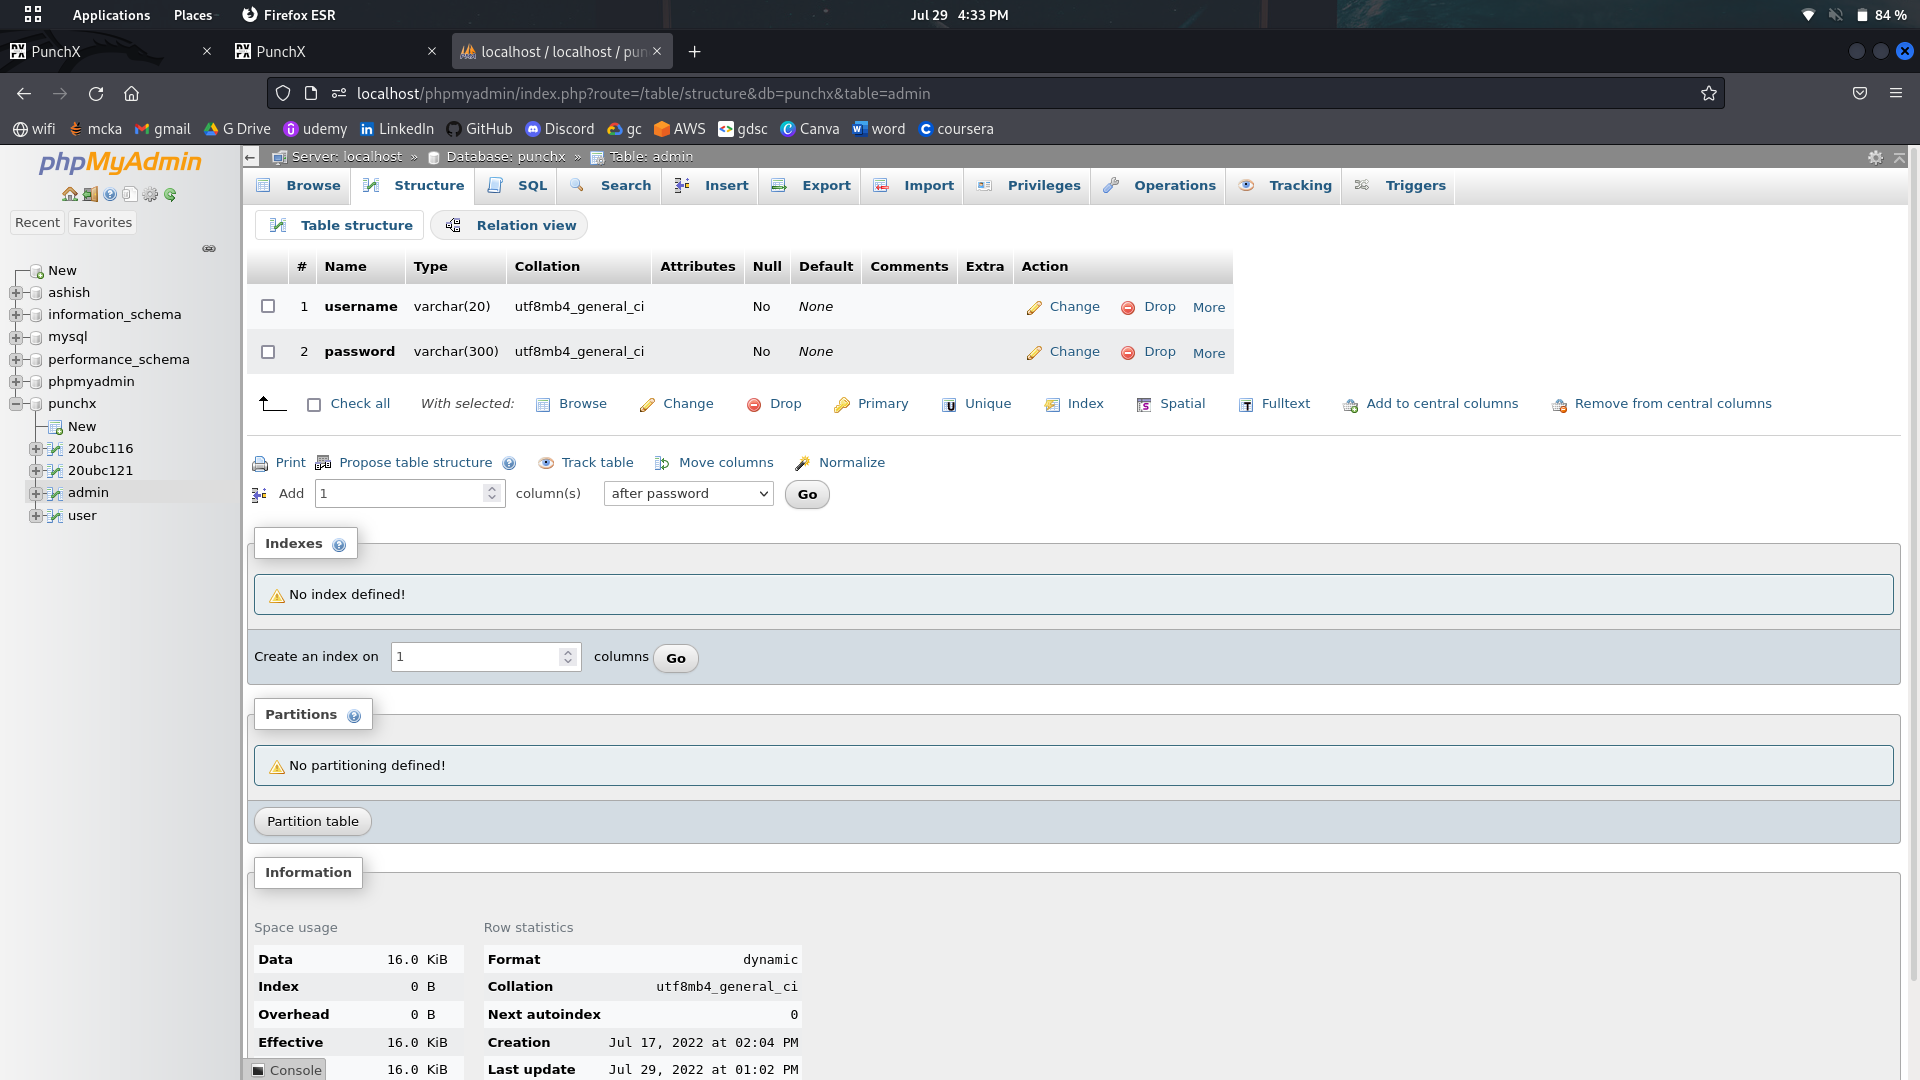 Applications Places Firefox ESR Jul 29 4:33 PM 84 %
PunchX PunchX localhost / localhost / pun
localhost/phpmyadmin/index.php?route=/table/structure&db=punchx&table=admin
wifi mcka gmail G Drive udemy LinkedIn GitHub Discord gc AWS gdsc Canva word coursera
phpMyAdmin
Recent Favorites
New
ashish
information_schema
mysql
performance_schema
phpmyadmin
punchx
New
20ubc116
20ubc121
admin
user
Server: localhost » Database: punchx » Table: admin
Browse Structure SQL Search Insert Export Import Privileges Operations Tracking Triggers
Table structure Relation view
# Name Type Collation Attributes Null Default Comments Extra Action
1 username varchar(20) utf8mb4_general_ci No None Change Drop More
2 password varchar(300) utf8mb4_general_ci No None Change Drop More
Check all With selected: Browse Change Drop Primary Unique Index Spatial Fulltext Add to central columns Remove from central columns
Print Propose table structure Track table Move columns Normalize
Add 1 column(s) after password Go
Indexes
No index defined!
Create an index on 1 columns Go
Partitions
No partitioning defined!
Partition table
Information
Space usage
Data 16.0 KiB
Index 0 B
Overhead 0 B
Effective 16.0 KiB
16.0 KiB
Row statistics
Format dynamic
Collation utf8mb4_general_ci
Next autoindex 0
Creation Jul 17, 2022 at 02:04 PM
Last update Jul 29, 2022 at 01:02 PM
Console